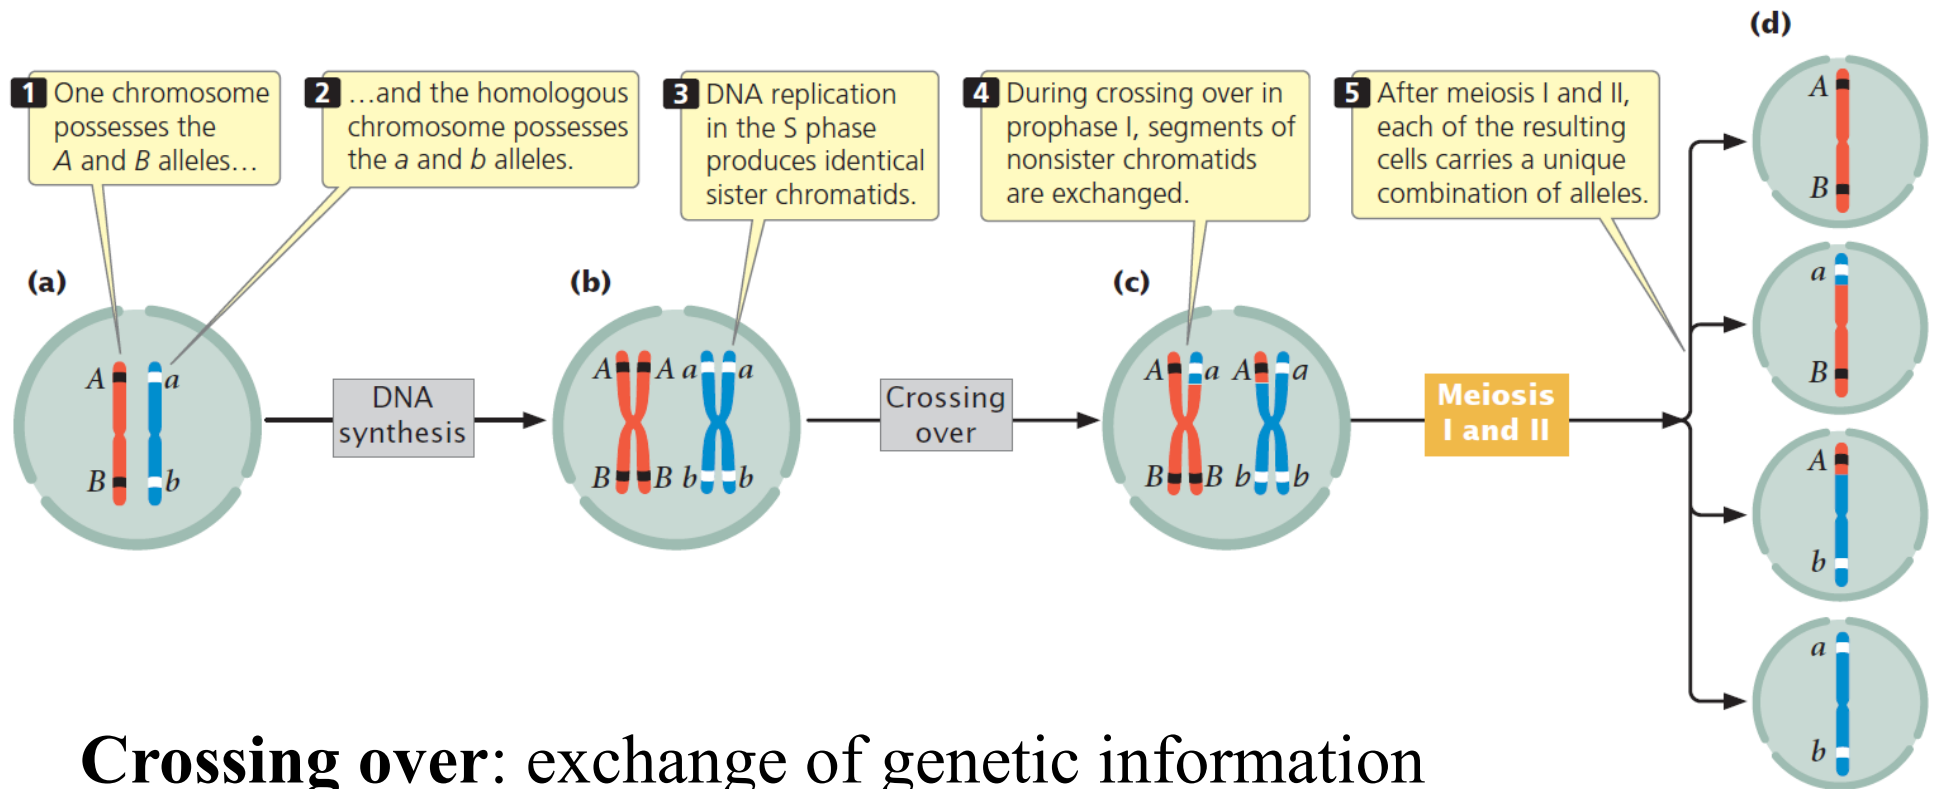 (d)
1 One chromosome
possesses the
A and B alleles...
2 ...and the homologous
chromosome possesses
the a and b alleles.
3 DNA replication
in the S phase
produces identical
sister chromatids.
4 During crossing over in
prophase I, segments of
nonsister chromatids
are exchanged.
5 After meiosis I and II,
each of the resulting
cells carries a unique
combination of alleles.
(a)
A a
B b
DNA
synthesis
(b)
A A a a
B B b b
Crossing
over
(c)
A a A a
B B b b
Meiosis
I and II
A
B
a
B
A
b
a
b
Crossing over: exchange of genetic information